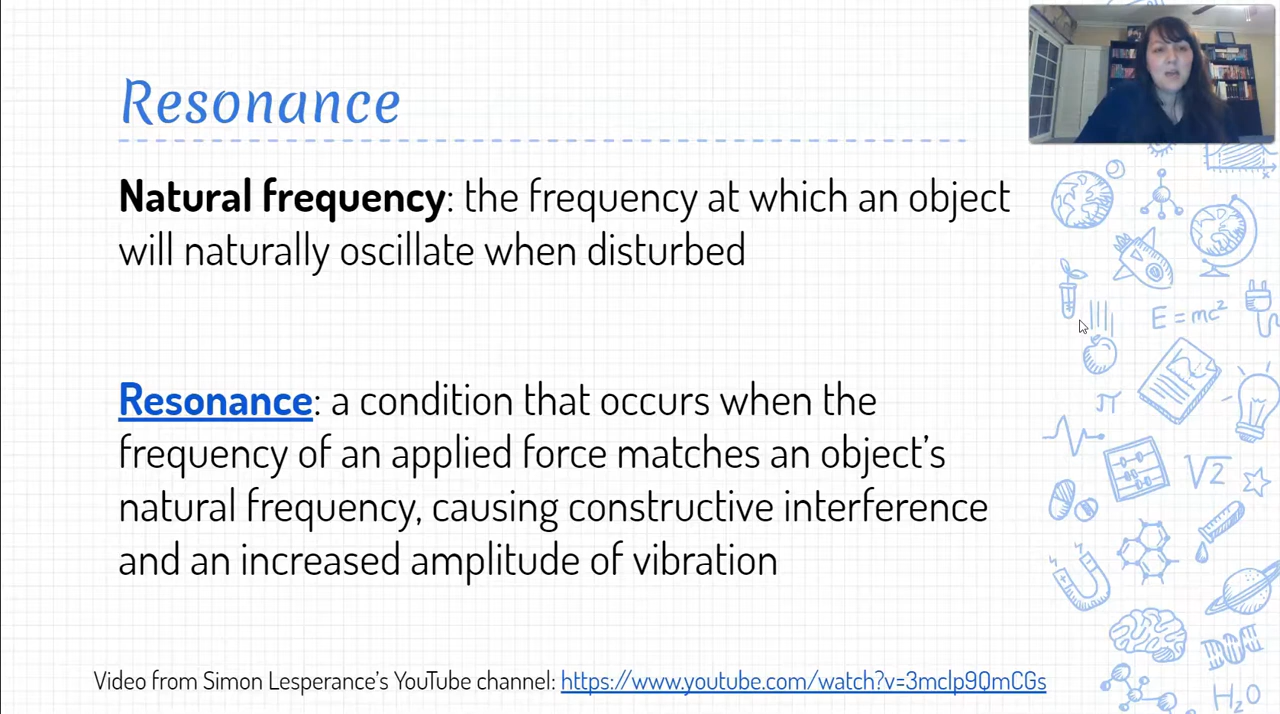 Resonance
Natural frequency: the frequency at which an object
will naturally oscillate when disturbed
E = mc²
Resonance: a condition that occurs when the
π
frequency of an applied force matches an object's
√2
natural frequency, causing constructive interference
and an increased amplitude of vibration
Video from Simon Lesperance's YouTube channel: https://www.youtube.com/watch?v=3mclp9QmCGs
H₂O